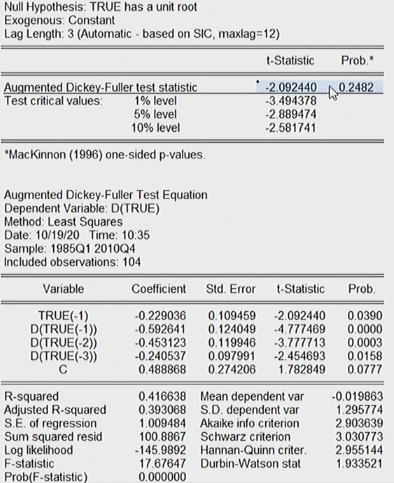 Null Hypothesis: TRUE has a unit root
Exogenous: Constant
Lag Length: 3 (Automatic - based on SIC, maxlag=12)
t-Statistic Prob.*
Augmented Dickey-Fuller test statistic -2.092440 0.2482
Test critical values: 1% level -3.494378
5% level -2.889474
10% level -2.581741
*MacKinnon (1996) one-sided p-values.
Augmented Dickey-Fuller Test Equation
Dependent Variable: D(TRUE)
Method: Least Squares
Date: 10/19/20 Time: 10:35
Sample: 1985Q1 2010Q4
Included observations: 104
Variable Coefficient Std. Error t-Statistic Prob.
TRUE(-1) -0.229036 0.109459 -2.092440 0.0390
D(TRUE(-1)) -0.592641 0.124049 -4.777469 0.0000
D(TRUE(-2)) -0.453123 0.119946 -3.777713 0.0003
D(TRUE(-3)) -0.240537 0.097991 -2.454693 0.0158
C 0.488868 0.274206 1.782849 0.0777
R-squared 0.416638 Mean dependent var -0.019863
Adjusted R-squared 0.393068 S.D. dependent var 1.295774
S.E. of regression 1.009484 Akaike info criterion 2.903639
Sum squared resid 100.8867 Schwarz criterion 3.030773
Log likelihood -145.9892 Hannan-Quinn criter. 2.955144
F-statistic 17.67647 Durbin-Watson stat 1.933521
Prob(F-statistic) 0.000000